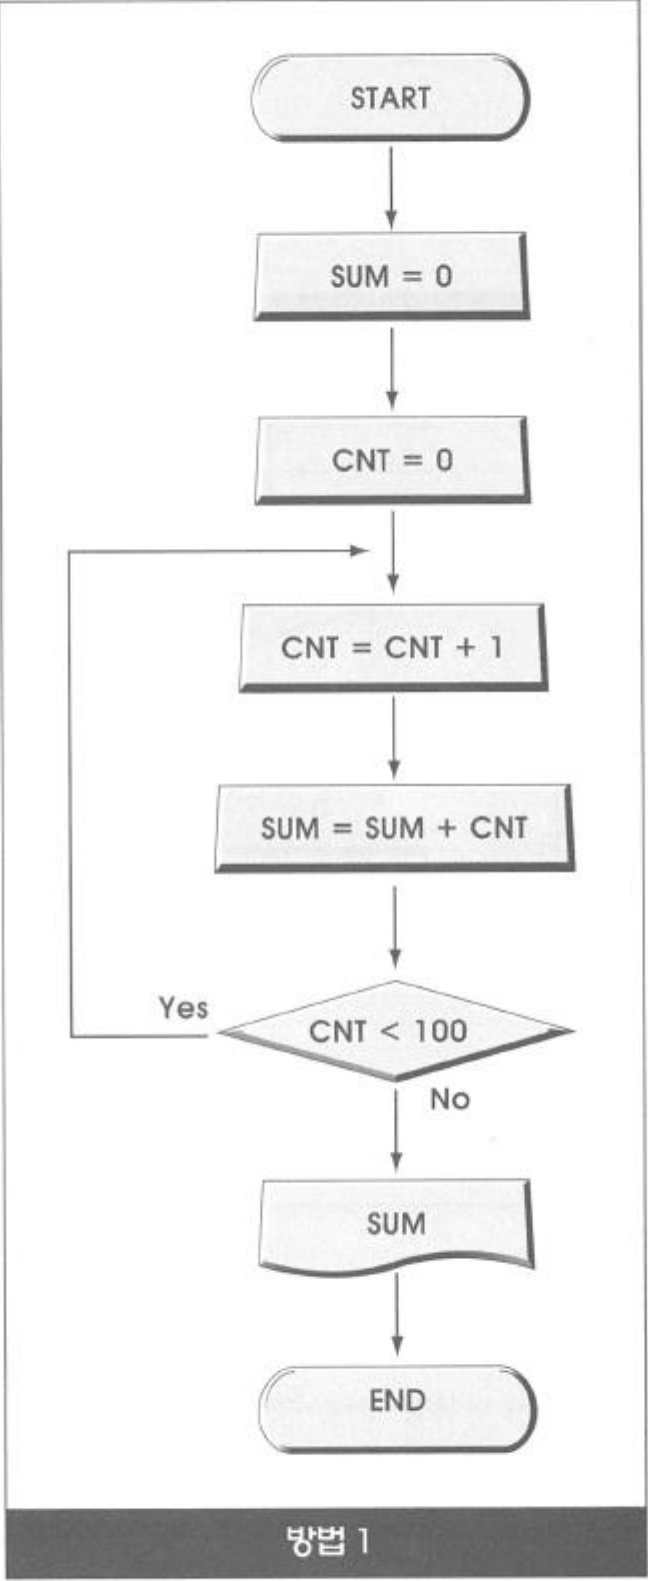 START
SUM = 0
CNT = 0
CNT = CNT + 1
SUM = SUM + CNT
Yes
CNT < 100
No
SUM
END
방법 1